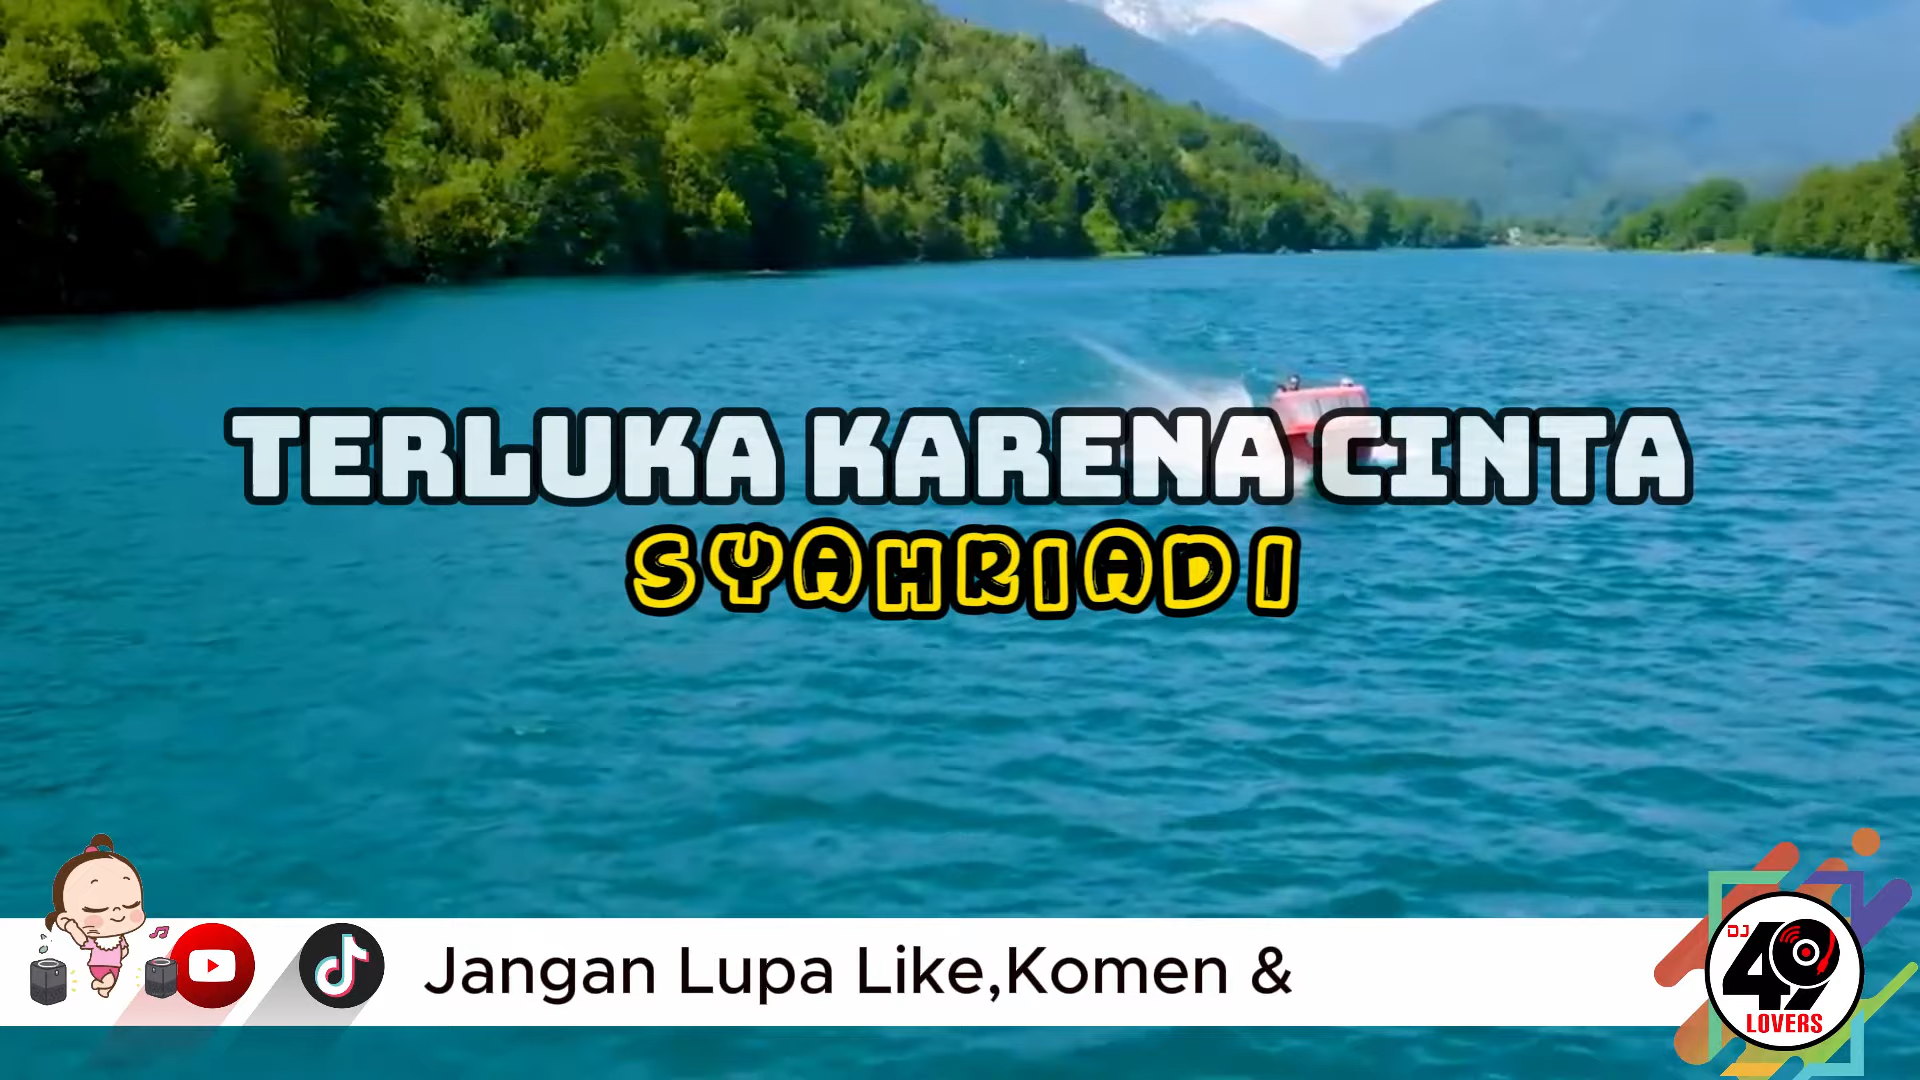 TERLUKA KARENA CINTA
SYAHRIADI
Jangan Lupa Like,Komen &
DJ
49
LOVERS